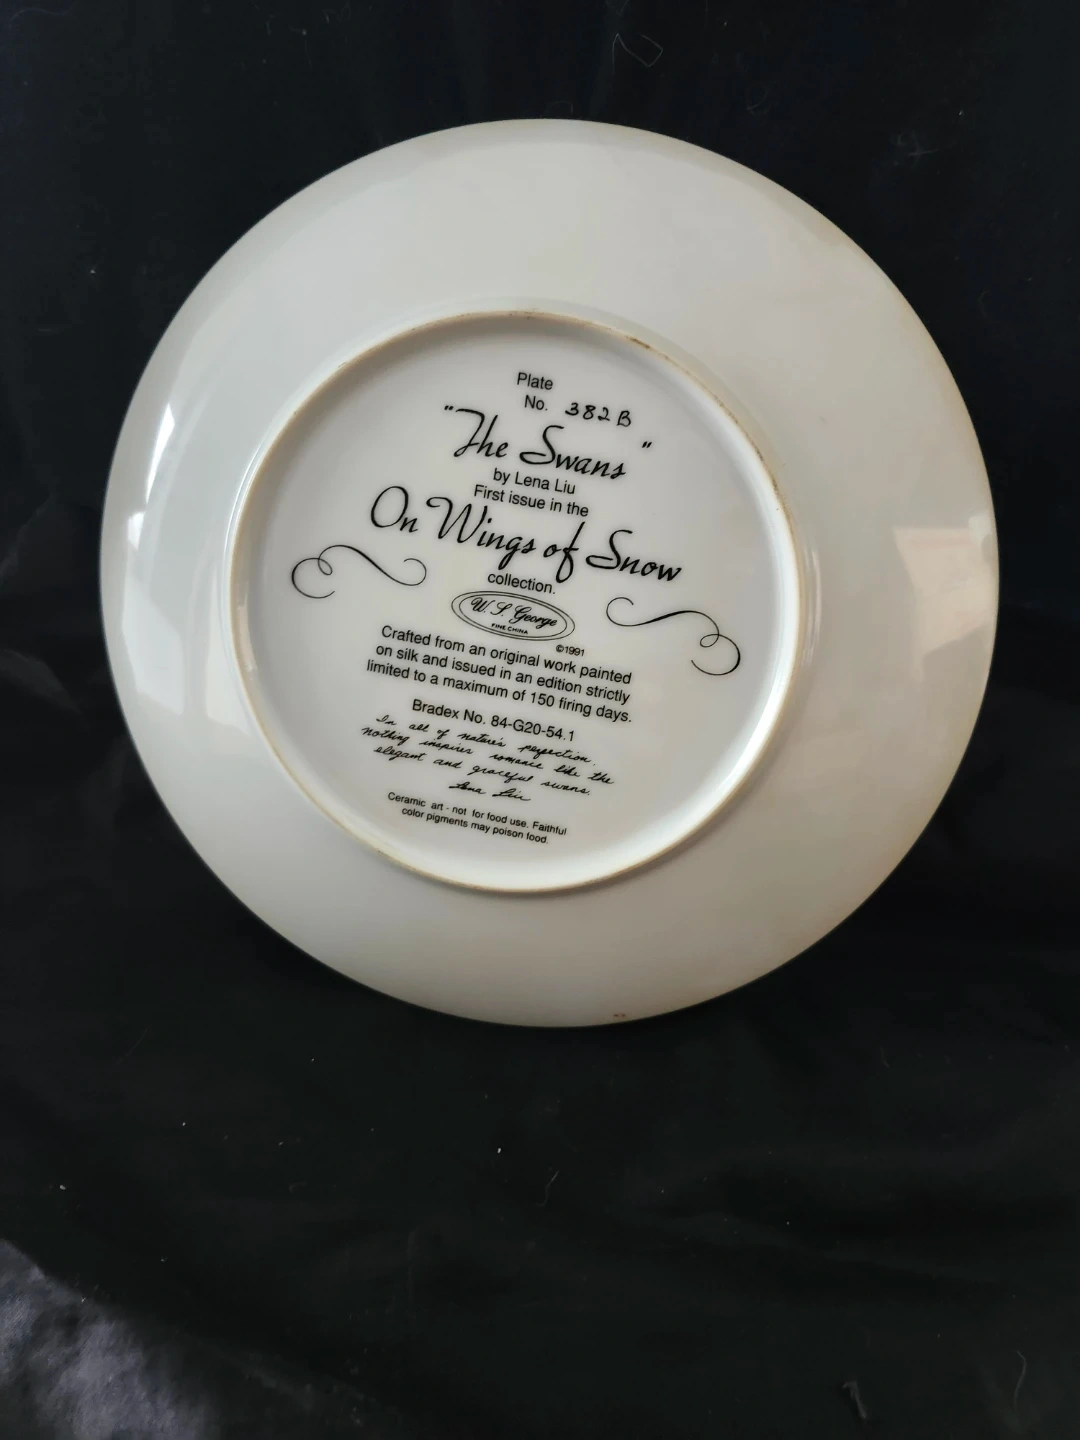 Plate
No. 382B
"The Swans"
by Lena Liu
First issue in the
On Wings of Snow
collection.
W. S. George
FINE CHINA
©1991
Crafted from an original work painted
on silk and issued in an edition strictly
limited to a maximum of 150 firing days.
Bradex No. 84-G20-54.1
In all of nature's perfection,
nothing inspires romance like the
elegant and graceful swans.
Lena Liu
Ceramic art - not for food use. Faithful
color pigments may poison food.